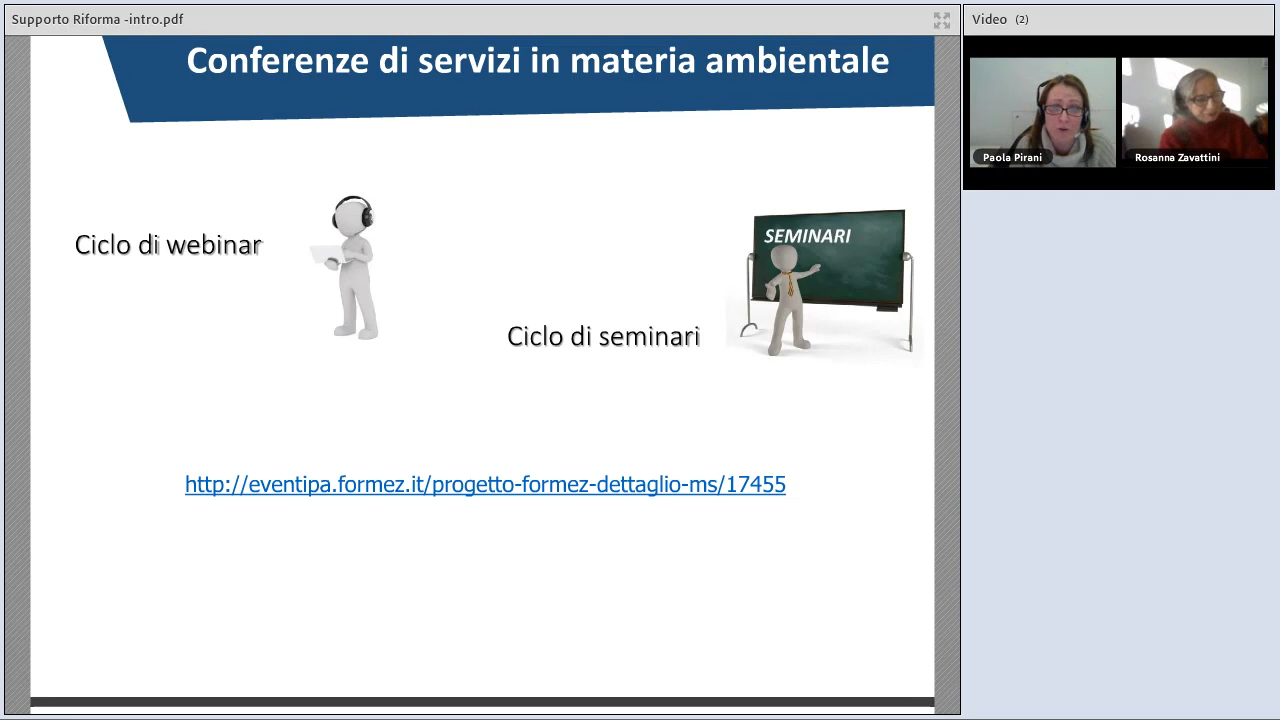 Supporto Riforma -intro.pdf
Video (2)
Conferenze di servizi in materia ambientale
Paola Pirani
Rosanna Zavattini
Ciclo di webinar
SEMINARI
Ciclo di seminari
http://eventipa.formez.it/progetto-formez-dettaglio-ms/17455